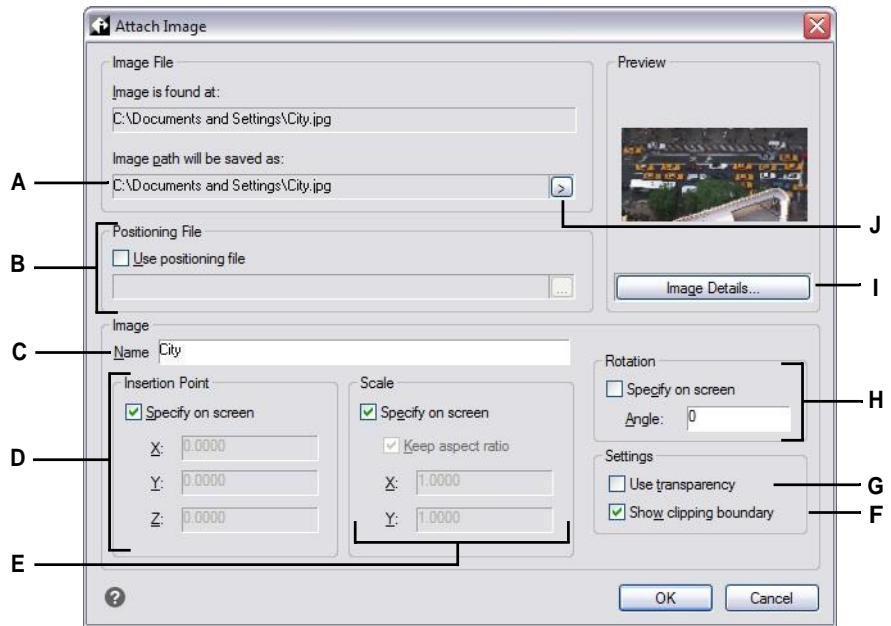 Attach Image
Image File
Image is found at:
C:\Documents and Settings\City.jpg
Image path will be saved as:
C:\Documents and Settings\City.jpg
>
Preview
Image Details...
Positioning File
Use positioning file
...
Image
Name City
Insertion Point
Specify on screen
X: 0.0000
Y: 0.0000
Z: 0.0000
Scale
Specify on screen
Keep aspect ratio
X: 1.0000
Y: 1.0000
Rotation
Specify on screen
Angle: 0
Settings
Use transparency
Show clipping boundary
?
OK
Cancel
A
B
C
D
E
J
I
H
G
F